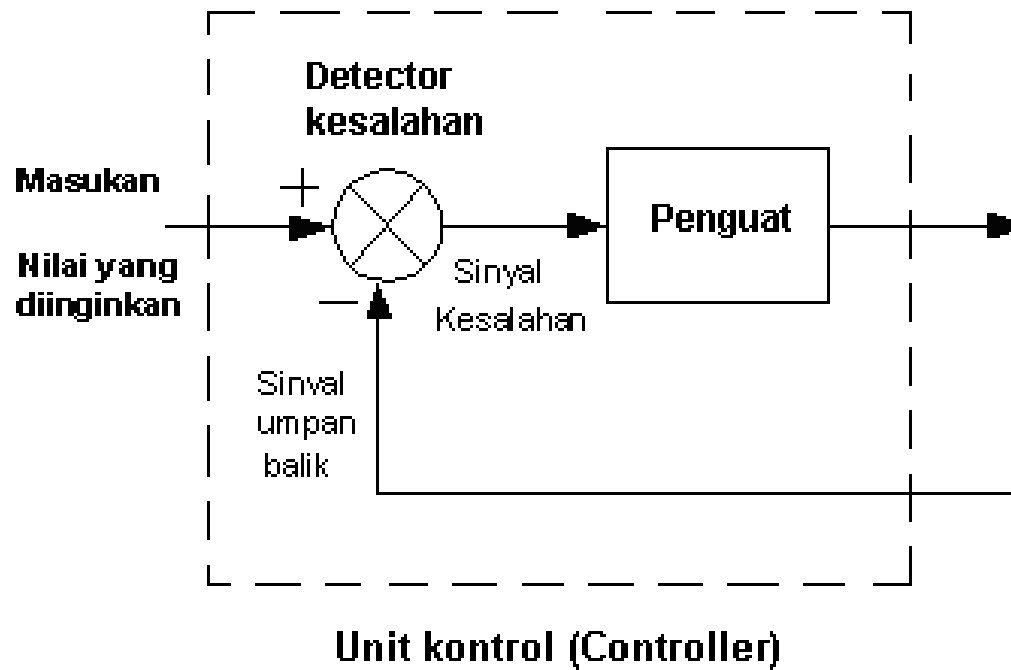 Detector
kesalahan
Masukan
+
Penguat
Nilai yang
diinginkan
Sinyal
Kesalahan
−
Sinval
umpan
balik
Unit kontrol (Controller)